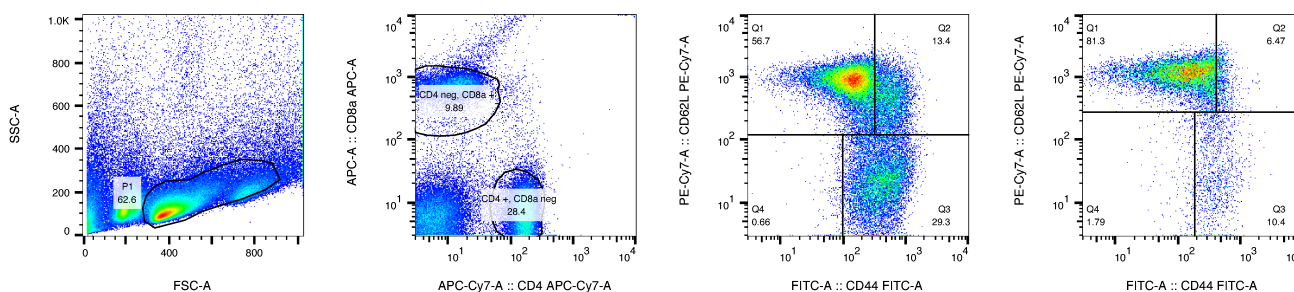 1.0K
800
600
400
200
0
SSC-A
P1
62.6
400
800
FSC-A
10^4
10^3
10^2
10^1
APC-A :: CD8a APC-A
CD4 neg, CD8a +
9.89
CD4 +, CD8a neg
28.4
10^1
10^2
10^3
10^4
APC-Cy7-A :: CD4 APC-Cy7-A
10^4
10^3
10^2
10^1
PE-Cy7-A :: CD62L PE-Cy7-A
Q1
56.7
Q2
13.4
Q4
0.66
Q3
29.3
10^1
10^2
10^3
10^4
FITC-A :: CD44 FITC-A
10^4
10^3
10^2
10^1
PE-Cy7-A :: CD62L PE-Cy7-A
Q1
81.3
Q2
6.47
Q4
1.79
Q3
10.4
10^1
10^2
10^3
FITC-A :: CD44 FITC-A